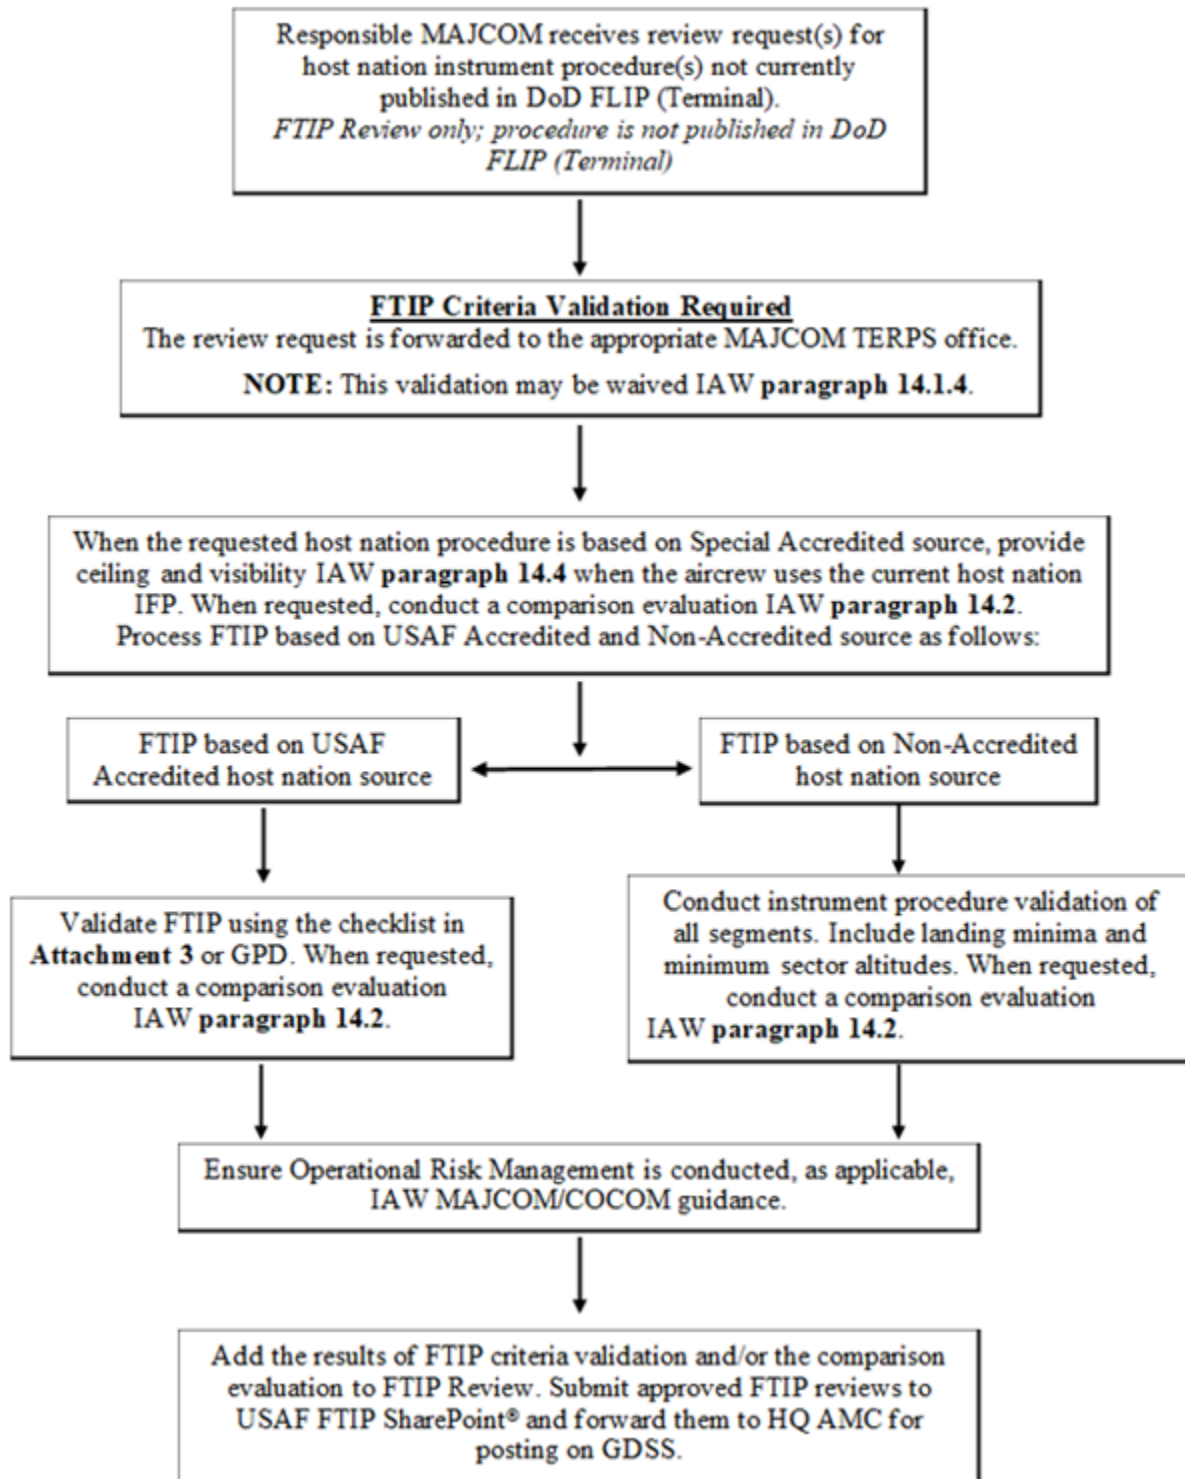 Responsible MAJCOM receives review request(s) for
host nation instrument procedure(s) not currently
published in DoD FLIP (Terminal).
FTIP Review only; procedure is not published in DoD
FLIP (Terminal)
FTIP Criteria Validation Required
The review request is forwarded to the appropriate MAJCOM TERPS office.
NOTE: This validation may be waived IAW paragraph 14.1.4.
When the requested host nation procedure is based on Special Accredited source, provide
ceiling and visibility IAW paragraph 14.4 when the aircrew uses the current host nation
IFP. When requested, conduct a comparison evaluation IAW paragraph 14.2.
Process FTIP based on USAF Accredited and Non-Accredited source as follows:
FTIP based on USAF
Accredited host nation source
FTIP based on Non-Accredited
host nation source
Validate FTIP using the checklist in
Attachment 3 or GPD. When requested,
conduct a comparison evaluation
IAW paragraph 14.2.
Conduct instrument procedure validation of
all segments. Include landing minima and
minimum sector altitudes. When requested,
conduct a comparison evaluation
IAW paragraph 14.2.
Ensure Operational Risk Management is conducted, as applicable,
IAW MAJCOM/COCOM guidance.
Add the results of FTIP criteria validation and/or the comparison
evaluation to FTIP Review. Submit approved FTIP reviews to
USAF FTIP SharePoint® and forward them to HQ AMC for
posting on GDSS.